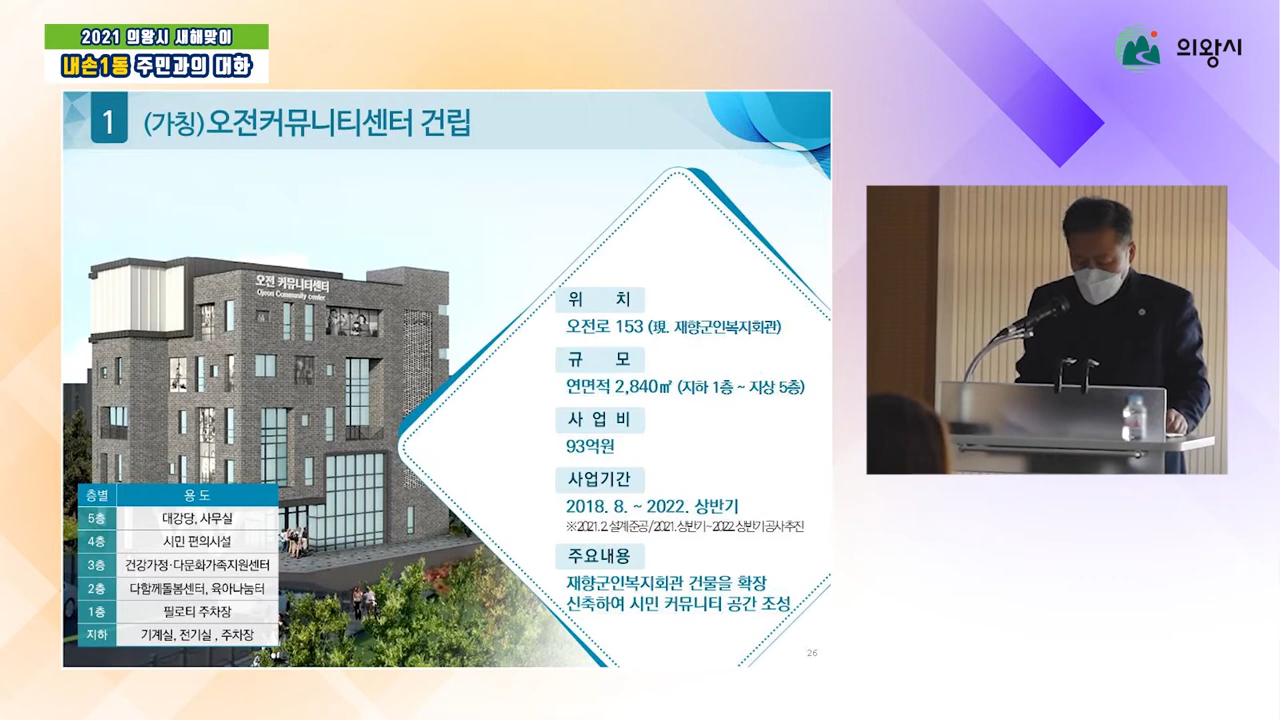 2021 의왕시 새해맞이
내손1동 주민과의 대화
의왕시
1 (가칭)오전커뮤니티센터 건립
오전 커뮤니티센터
Ojeon Community center
위 치
오전로 153 (現. 재향군인복지회관)
규 모
연면적 2,840㎡ (지하 1층 ~ 지상 5층)
사 업 비
93억원
사업기간
2018. 8. ~ 2022. 상반기
※ 2021. 2. 설계 준공 / 2021. 상반기 ~ 2022. 상반기 공사 추진
주요내용
재향군인복지회관 건물을 확장
신축하여 시민 커뮤니티 공간 조성
층별 용 도
5층 대강당, 사무실
4층 시민 편의시설
3층 건강가정·다문화가족지원센터
2층 다함께돌봄센터, 육아나눔터
1층 필로티 주차장
지하 기계실, 전기실 , 주차장
26